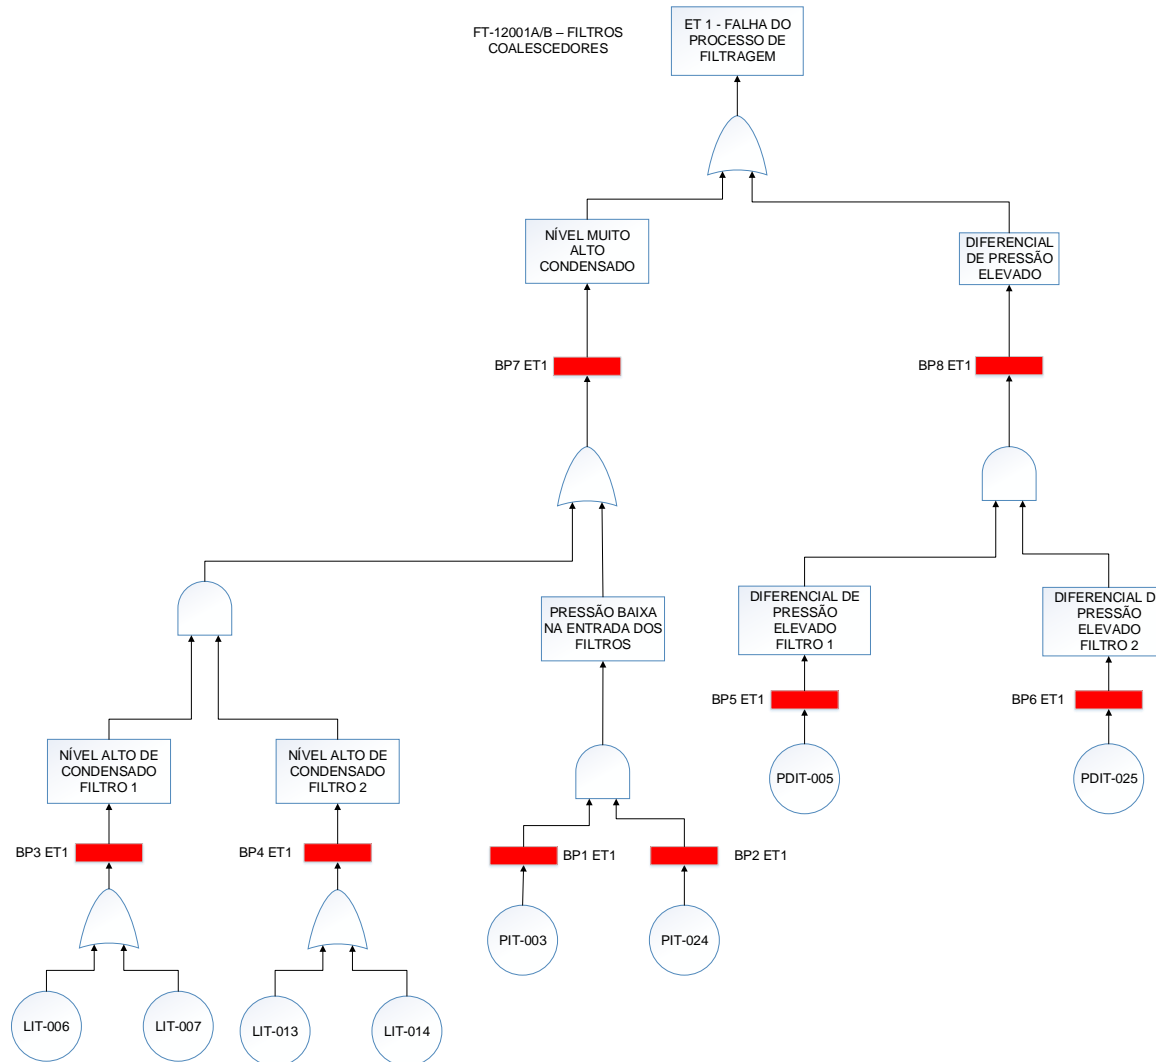 FT-12001A/B – FILTROS
COALESCEDORES
ET 1 - FALHA DO
PROCESSO DE
FILTRAGEM
NÍVEL MUITO
ALTO
CONDENSADO
DIFERENCIAL
DE PRESSÃO
ELEVADO
BP7 ET1
BP8 ET1
PRESSÃO BAIXA
NA ENTRADA DOS
FILTROS
DIFERENCIAL DE
PRESSÃO
ELEVADO
FILTRO 1
DIFERENCIAL D
PRESSÃO
ELEVADO
FILTRO 2
BP5 ET1
BP6 ET1
NÍVEL ALTO DE
CONDENSADO
FILTRO 1
NÍVEL ALTO DE
CONDENSADO
FILTRO 2
PDIT-005
PDIT-025
BP3 ET1
BP4 ET1
BP1 ET1
BP2 ET1
PIT-003
PIT-024
LIT-006
LIT-007
LIT-013
LIT-014